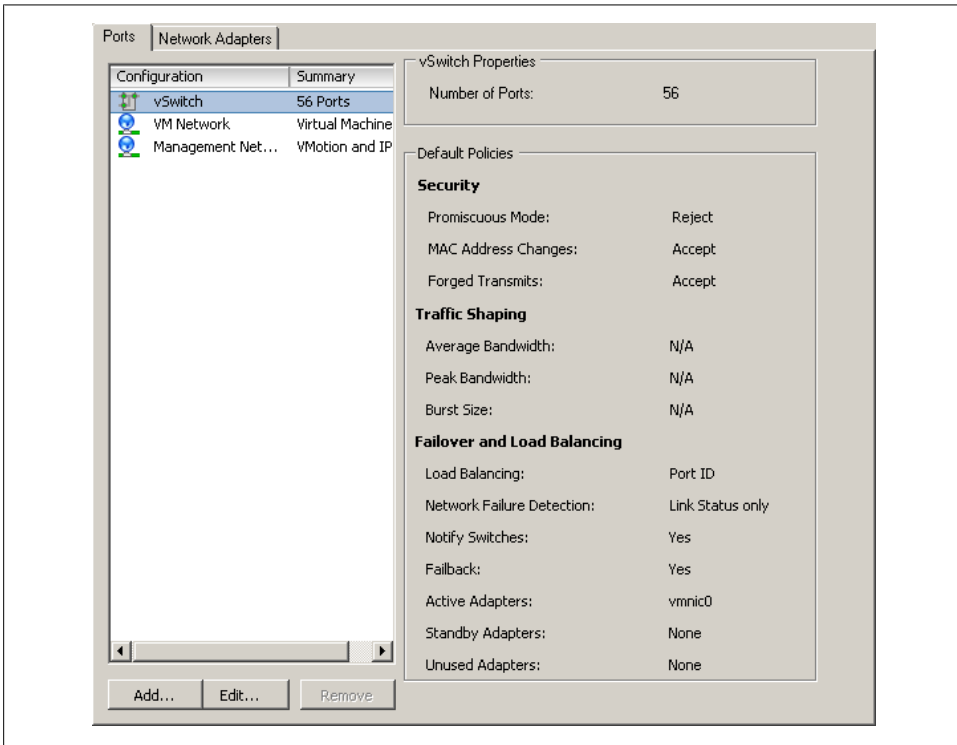 Ports Network Adapters
Configuration Summary
vSwitch 56 Ports
VM Network Virtual Machine
Management Net... VMotion and IP
Add... Edit... Remove
vSwitch Properties
Number of Ports: 56
Default Policies
Security
Promiscuous Mode: Reject
MAC Address Changes: Accept
Forged Transmits: Accept
Traffic Shaping
Average Bandwidth: N/A
Peak Bandwidth: N/A
Burst Size: N/A
Failover and Load Balancing
Load Balancing: Port ID
Network Failure Detection: Link Status only
Notify Switches: Yes
Failback: Yes
Active Adapters: vmnic0
Standby Adapters: None
Unused Adapters: None